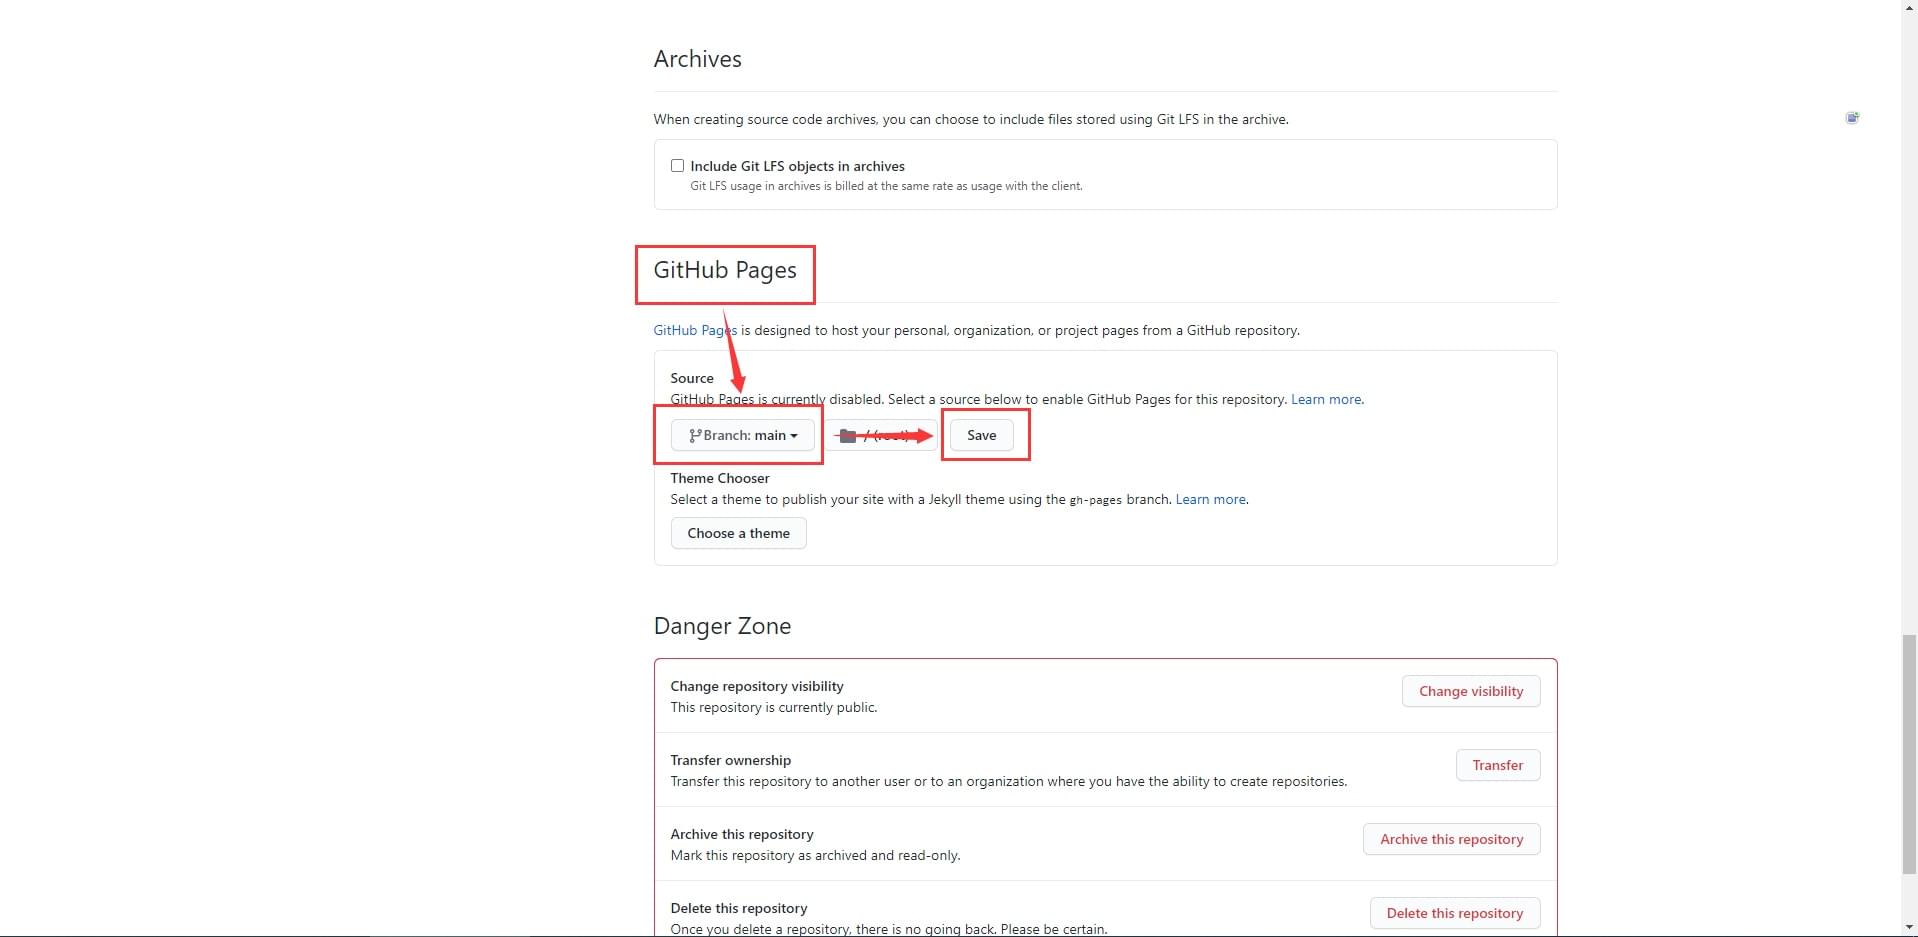 Archives
When creating source code archives, you can choose to include files stored using Git LFS in the archive.
Include Git LFS objects in archives
Git LFS usage in archives is billed at the same rate as usage with the client.
GitHub Pages
GitHub Pages is designed to host your personal, organization, or project pages from a GitHub repository.
Source
GitHub Pages is currently disabled. Select a source below to enable GitHub Pages for this repository. Learn more.
Branch: main / (root) Save
Theme Chooser
Select a theme to publish your site with a Jekyll theme using the gh-pages branch. Learn more.
Choose a theme
Danger Zone
Change repository visibility
This repository is currently public.
Change visibility
Transfer ownership
Transfer this repository to another user or to an organization where you have the ability to create repositories.
Transfer
Archive this repository
Mark this repository as archived and read-only.
Archive this repository
Delete this repository
Once you delete a repository, there is no going back. Please be certain.
Delete this repository